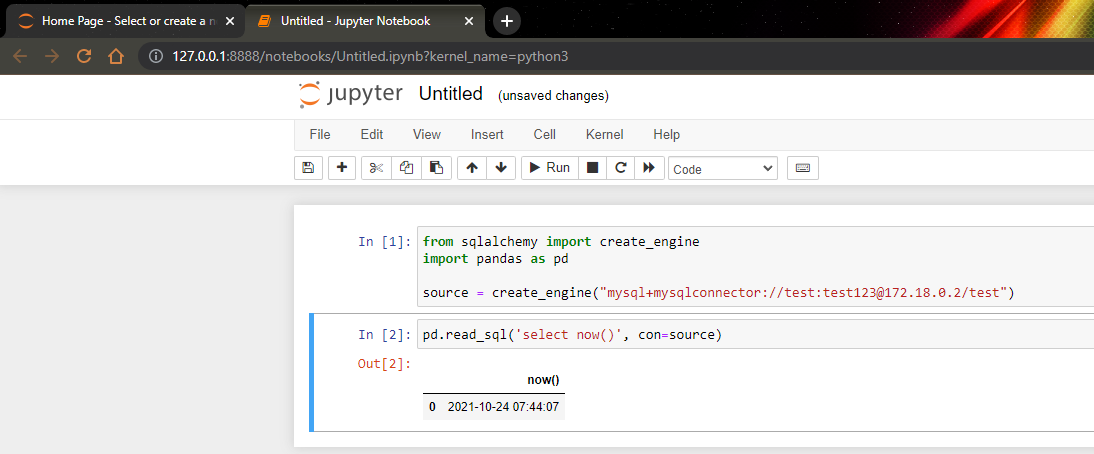 Home Page - Select or create a n
Untitled - Jupyter Notebook
127.0.0.1:8888/notebooks/Untitled.ipynb?kernel_name=python3
jupyter Untitled (unsaved changes)
File Edit View Insert Cell Kernel Help
Run Code
In [1]: from sqlalchemy import create_engine
import pandas as pd
source = create_engine("mysql+mysqlconnector://test:test123@172.18.0.2/test")
In [2]: pd.read_sql('select now()', con=source)
Out[2]:
now()
0 2021-10-24 07:44:07